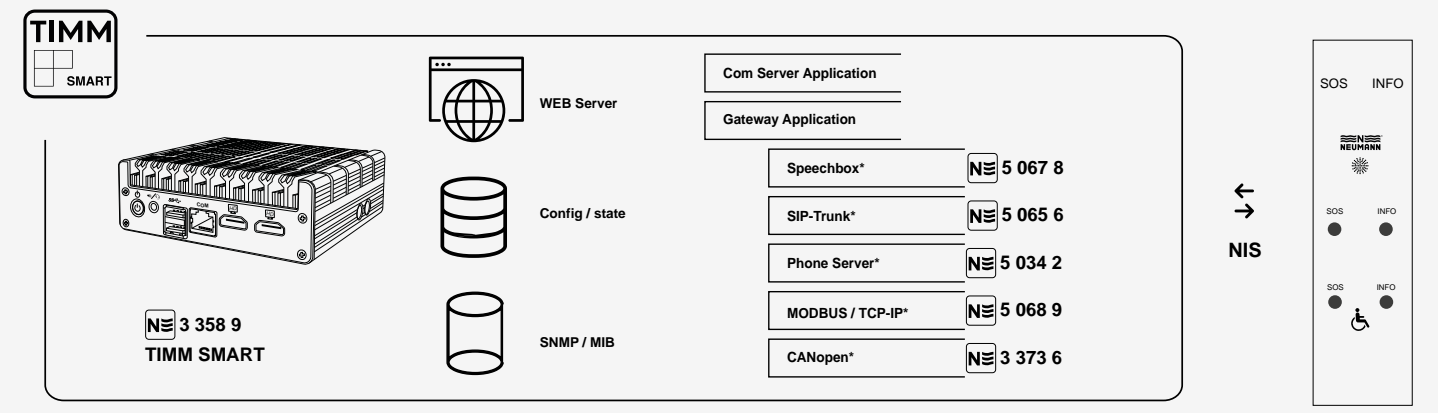 TIMM
SMART
WEB Server
Config / state
SNMP / MIB
COM
N 3 358 9
TIMM SMART
Com Server Application
Gateway Application
Speechbox* N 5 067 8
SIP-Trunk* N 5 065 6
Phone Server* N 5 034 2
MODBUS / TCP-IP* N 5 068 9
CANopen* N 3 373 6
NIS
SOS INFO
N
NEUMANN
SOS INFO
SOS INFO